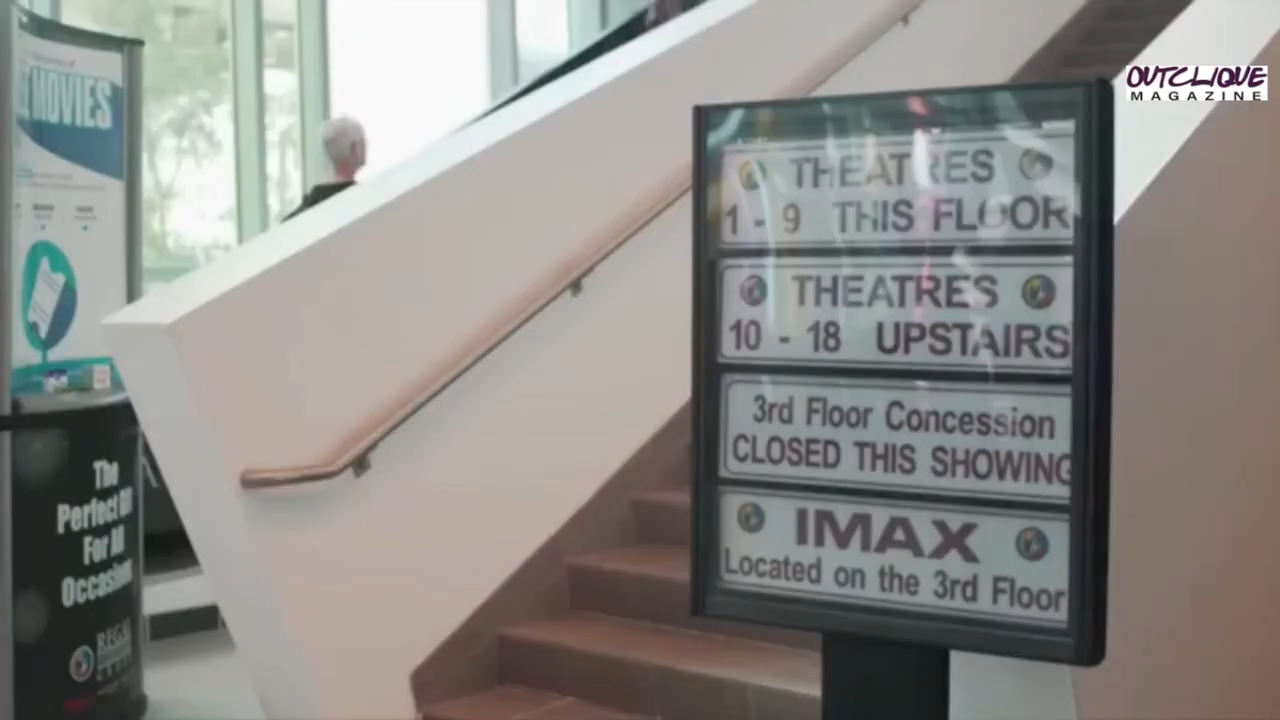 OUTCLIQUE
MAGAZINE
MOVIES
THEATRES
1 - 9 THIS FLOOR
THEATRES
10 - 18 UPSTAIRS
3rd Floor Concession
CLOSED THIS SHOWING
IMAX
Located on the 3rd Floor
The
Perfect
For All
REGAL